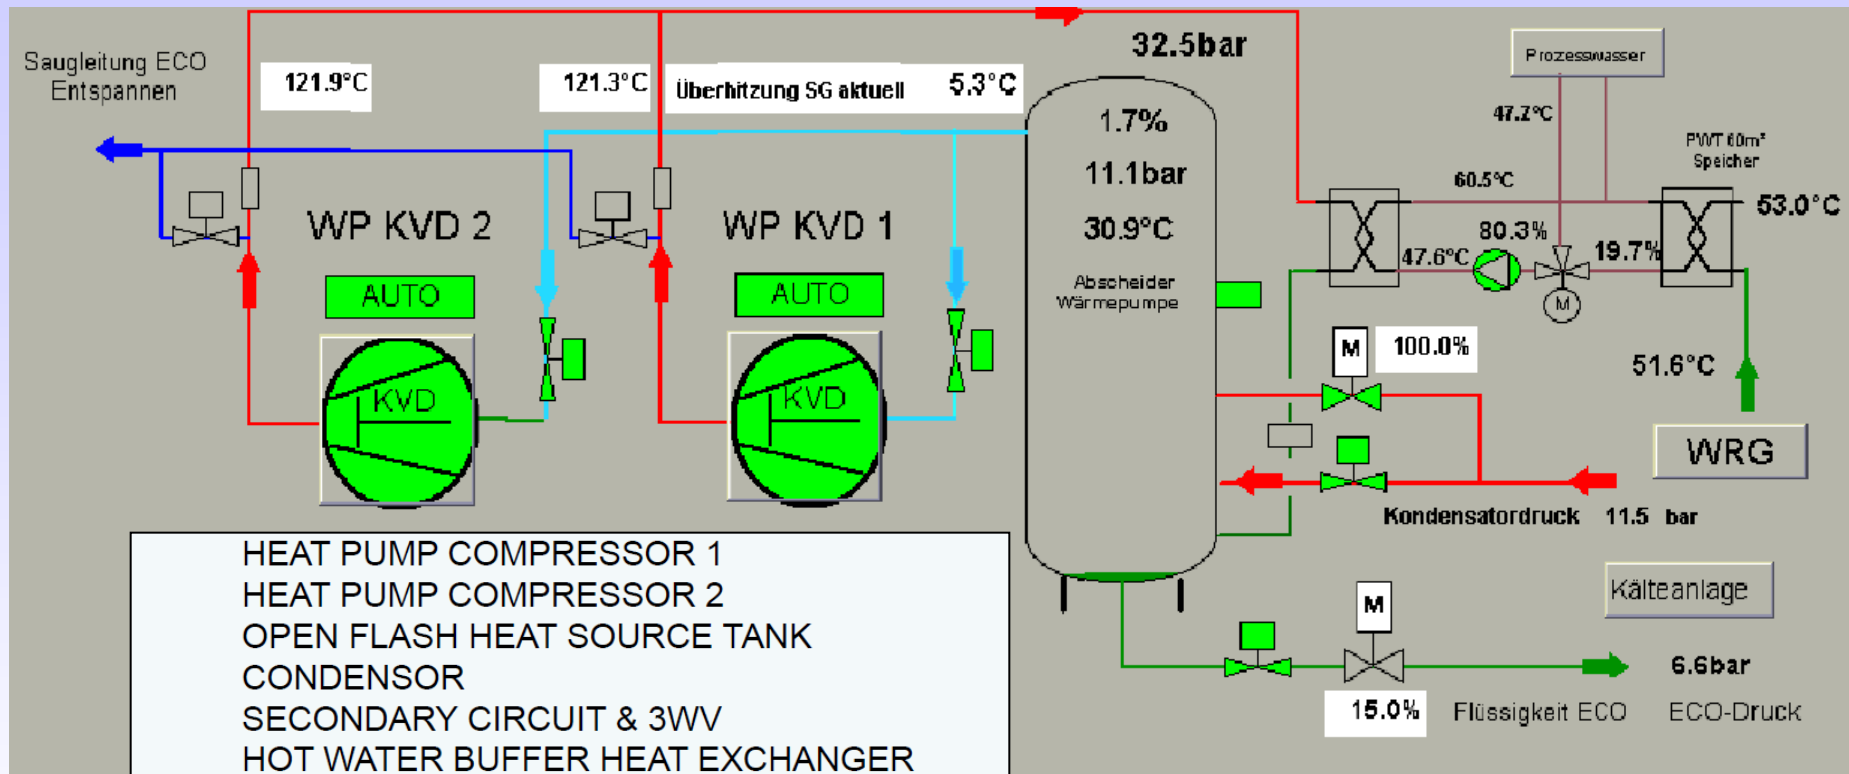 Saugleitung ECO
Entspannen
121.9°C
121.3°C
Überhitzung SG aktuell 5.3°C
32.5bar
Prozesswasser
1.7%
11.1bar
30.9°C
Abscheider
Wärmepumpe
47.2°C
PWT 60m³
Speicher
60.5°C
53.0°C
80.3%
19.7%
47.6°C
M
WP KVD 2
WP KVD 1
AUTO
AUTO
KVD
KVD
M
100.0%
51.6°C
WRG
Kondensatordruck 11.5 bar
Kälteanlage
M
6.6bar
15.0%
Flüssigkeit ECO
ECO-Druck
HEAT PUMP COMPRESSOR 1
HEAT PUMP COMPRESSOR 2
OPEN FLASH HEAT SOURCE TANK
CONDENSOR
SECONDARY CIRCUIT & 3WV
HOT WATER BUFFER HEAT EXCHANGER